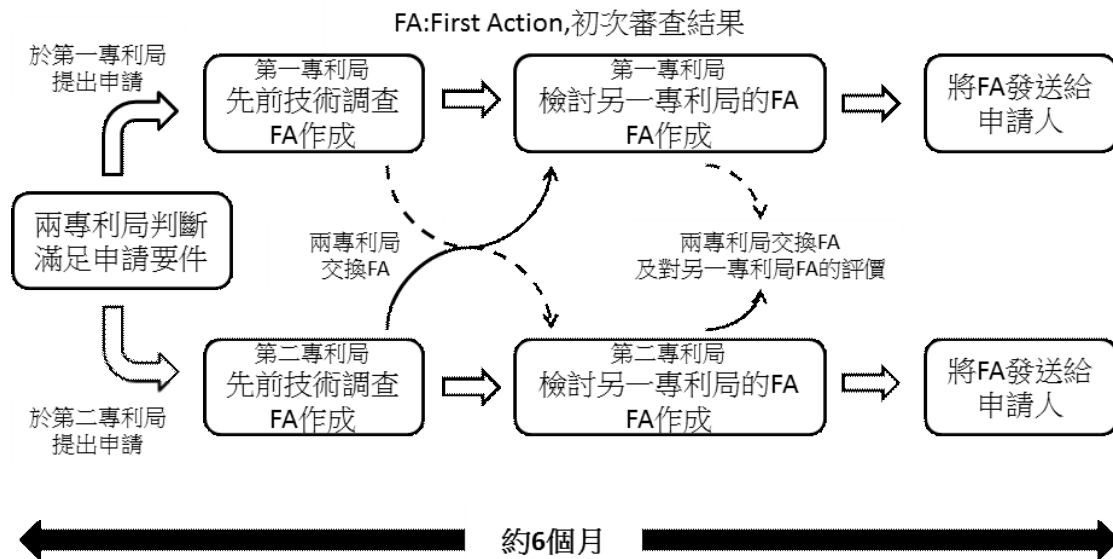 FA:First Action,初次審查結果
於第一專利局
提出申請
第一專利局
先前技術調查
FA作成
第一專利局
檢討另一專利局的FA
FA作成
將FA發送給
申請人
兩專利局判斷
滿足申請要件
兩專利局
交換FA
兩專利局交換FA
及對另一專利局FA的評價
於第二專利局
提出申請
第二專利局
先前技術調查
FA作成
第二專利局
檢討另一專利局的FA
FA作成
將FA發送給
申請人
約6個月